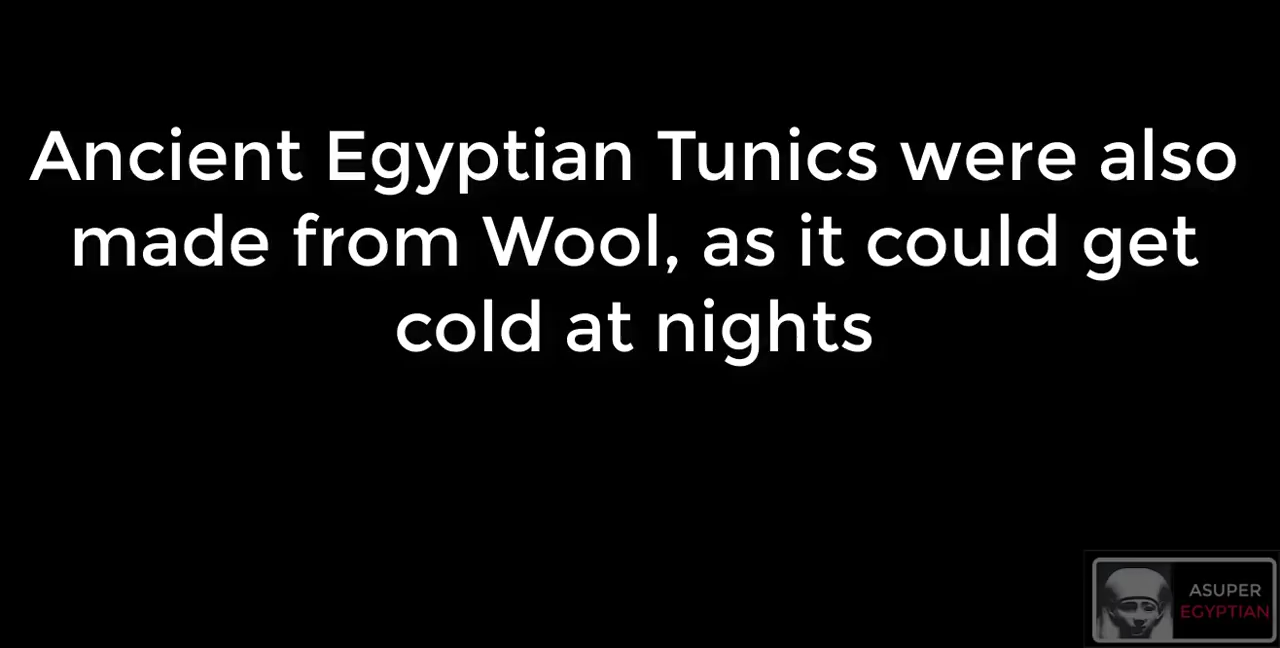 Ancient Egyptian Tunics were also
made from Wool, as it could get
cold at nights
ASUPER
EGYPTIAN